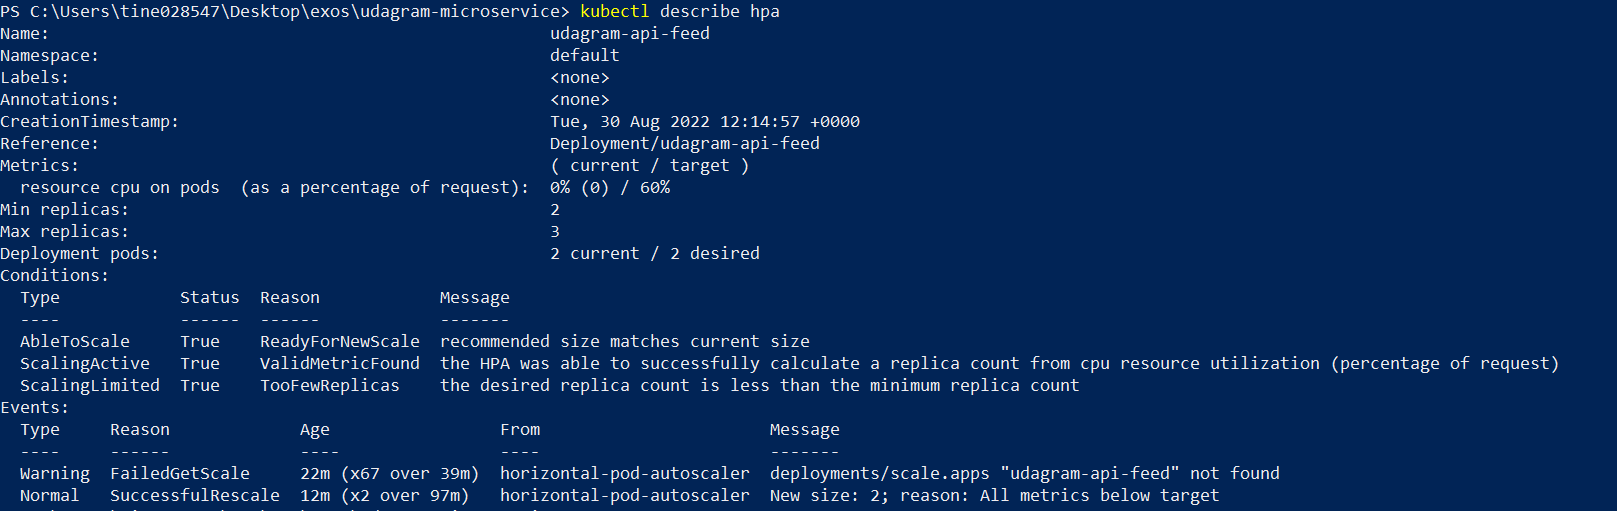 PS C:\Users\tine028547\Desktop\exos\udagram-microservice> kubectl describe hpa
Name: udagram-api-feed
Namespace: default
Labels: <none>
Annotations: <none>
CreationTimestamp: Tue, 30 Aug 2022 12:14:57 +0000
Reference: Deployment/udagram-api-feed
Metrics: ( current / target )
resource cpu on pods (as a percentage of request): 0% (0) / 60%
Min replicas: 2
Max replicas: 3
Deployment pods: 2 current / 2 desired
Conditions:
Type Status Reason Message
---- ------ ------ -------
AbleToScale True ReadyForNewScale recommended size matches current size
ScalingActive True ValidMetricFound the HPA was able to successfully calculate a replica count from cpu resource utilization (percentage of request)
ScalingLimited True TooFewReplicas the desired replica count is less than the minimum replica count
Events:
Type Reason Age From Message
---- ------ ---- ---- -------
Warning FailedGetScale 22m (x67 over 39m) horizontal-pod-autoscaler deployments/scale.apps "udagram-api-feed" not found
Normal SuccessfulRescale 12m (x2 over 97m) horizontal-pod-autoscaler New size: 2; reason: All metrics below target